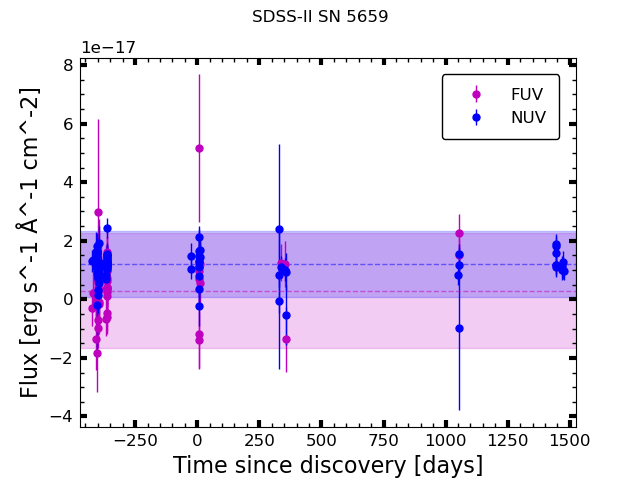 SDSS-II SN 5659
1e−17
8
6
4
2
0
−2
−4
Flux [erg s^-1 Å^-1 cm^-2]
FUV
NUV
−250 0 250 500 750 1000 1250 1500
Time since discovery [days]